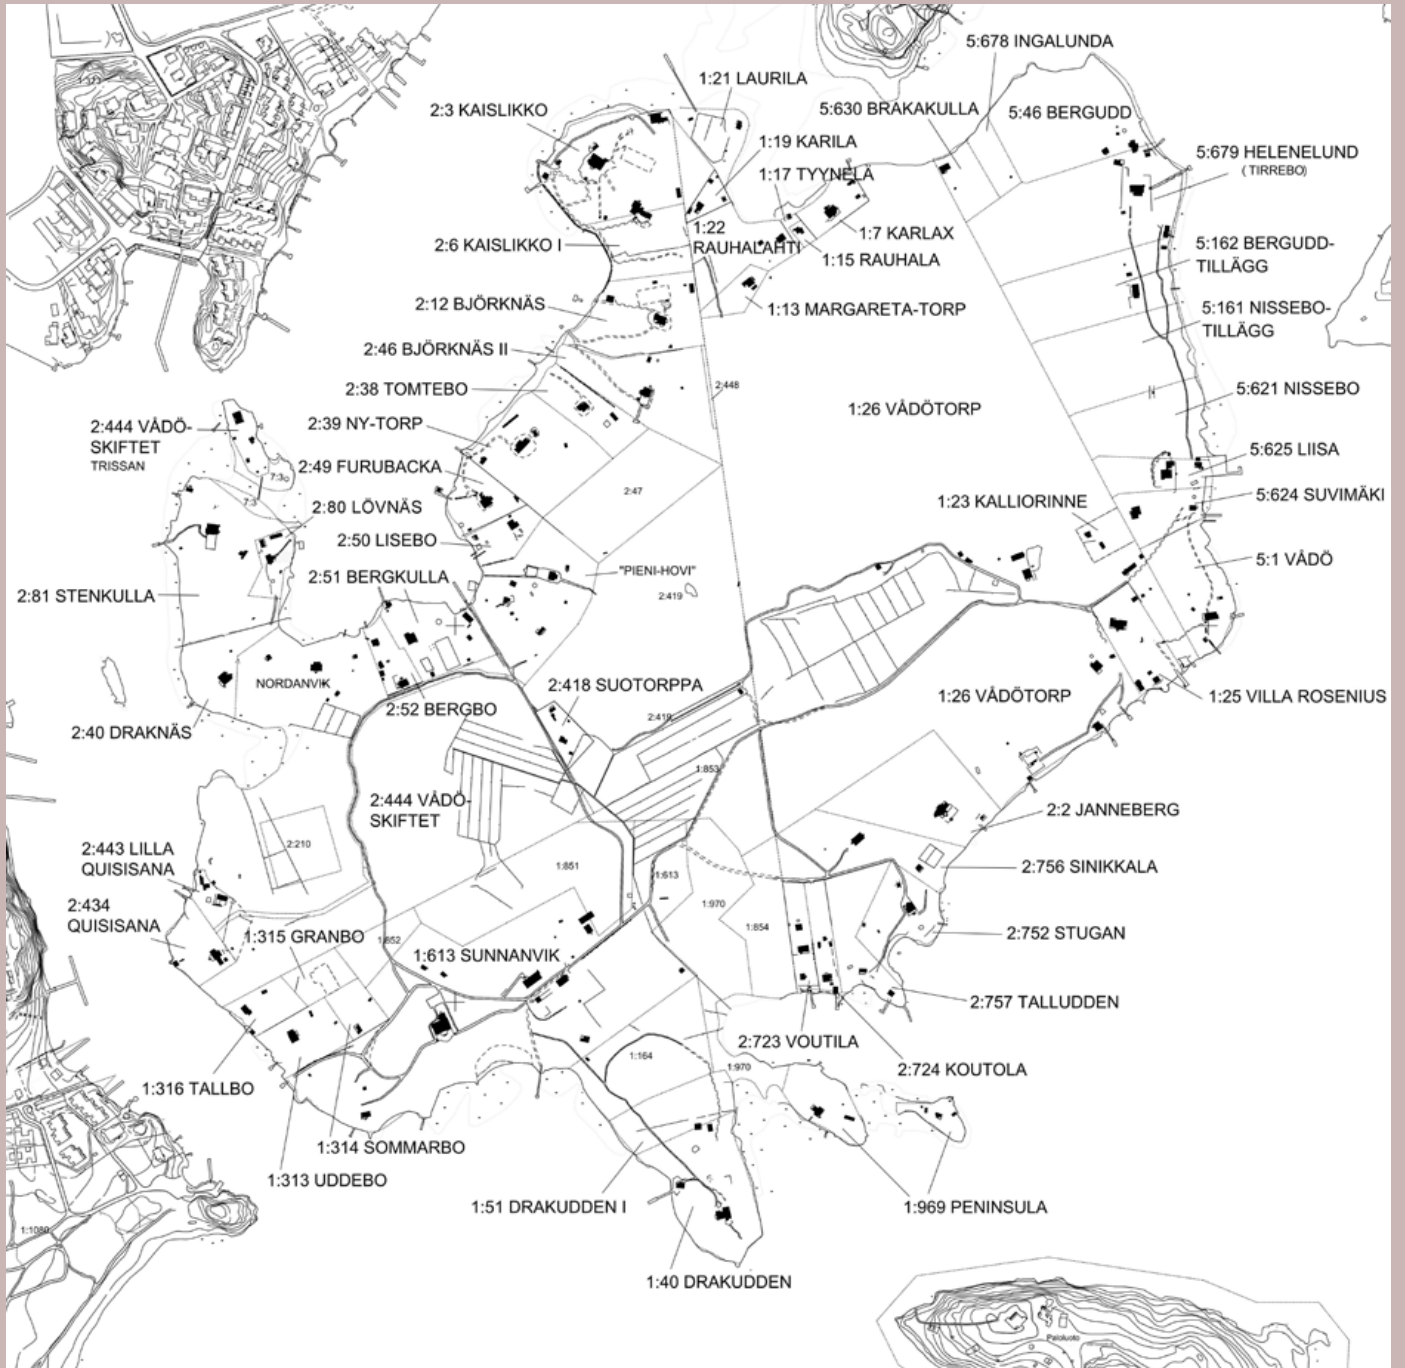 5:678 INGALUNDA
1:21 LAURILA
2:3 KAISLIKKO
5:630 BRAKAKULLA
5:46 BERGUDD
1:19 KARILA
5:679 HELENELUND
( TIRREBO)
1:17 TYYNELÄ
1:22
RAUHALAHTI
1:7 KARLAX
2:6 KAISLIKKO I
1:15 RAUHALA
5:162 BERGUDD-
TILLÄGG
2:12 BJÖRKNÄS
1:13 MARGARETA-TORP
5:161 NISSEBO-
TILLÄGG
2:46 BJÖRKNÄS II
2:38 TOMTEBO
2:448
5:621 NISSEBO
1:26 VÅDÖTORP
2:444 VÅDÖ-
SKIFTET
TRISSAN
2:39 NY-TORP
5:625 LIISA
2:49 FURUBACKA
7:3
2:47
5:624 SUVIMÄKI
7:3
2:80 LÖVNÄS
1:23 KALLIORINNE
2:50 LISEBO
5:1 VÅDÖ
2:51 BERGKULLA
"PIENI-HOVI"
2:419
2:81 STENKULLA
NORDANVIK
2:418 SUOTORPPA
1:26 VÅDÖTORP
1:25 VILLA ROSENIUS
2:52 BERGBO
2:419
2:40 DRAKNÄS
1:853
2:444 VÅDÖ-
SKIFTET
2:2 JANNEBERG
2:443 LILLA
QUISISANA
2:210
1:851
1:613
2:756 SINIKKALA
2:434
QUISISANA
1:970
1:854
1:315 GRANBO
1:852
2:752 STUGAN
1:613 SUNNANVIK
2:757 TALLUDDEN
2:723 VOUTILA
1:164
1:970
2:724 KOUTOLA
1:316 TALLBO
1:314 SOMMARBO
1:313 UDDEBO
1:51 DRAKUDDEN I
1:969 PENINSULA
1:1080
1:40 DRAKUDDEN
Paloluoto